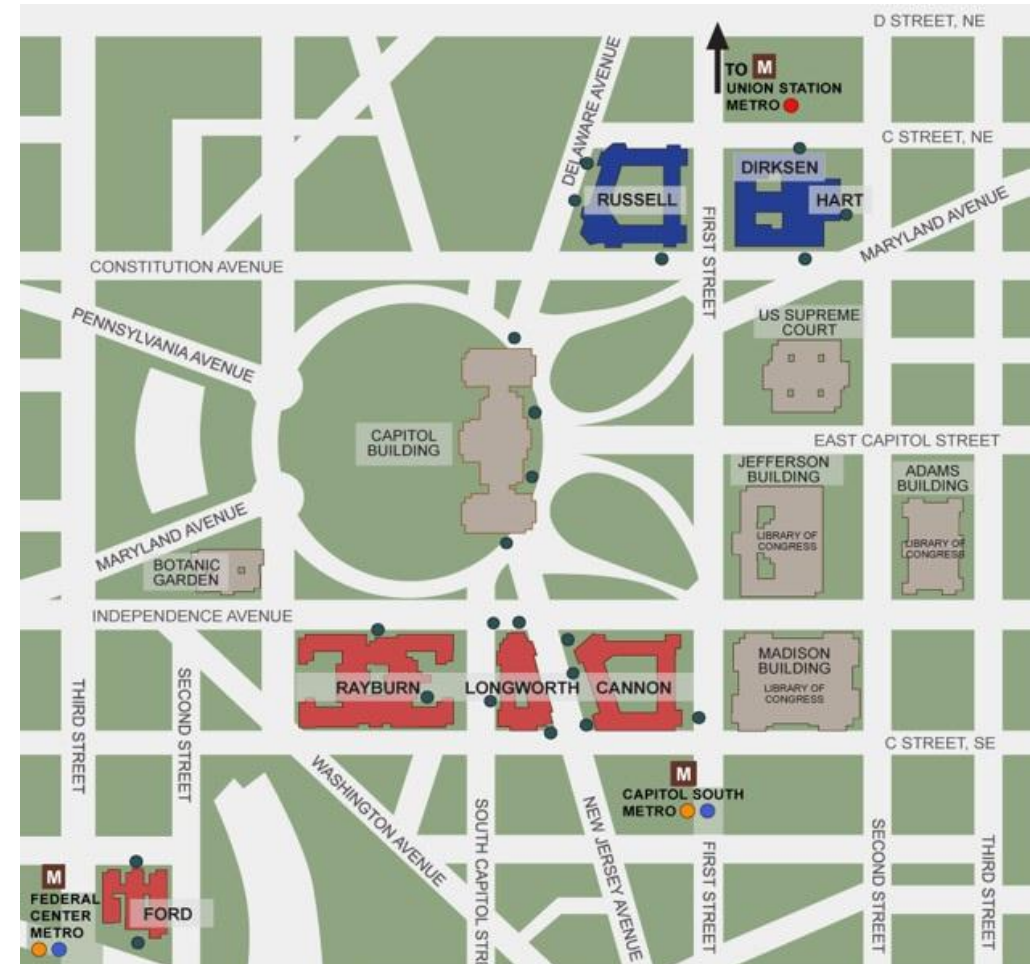 D STREET, NE
TO M
UNION STATION
METRO
DELAWARE AVENUE
C STREET, NE
DIRKSEN
RUSSELL
HART
FIRST STREET
MARYLAND AVENUE
CONSTITUTION AVENUE
US SUPREME
COURT
PENNSYLVANIA AVENUE
CAPITOL
BUILDING
EAST CAPITOL STREET
JEFFERSON
BUILDING
ADAMS
BUILDING
LIBRARY OF
CONGRESS
LIBRARY OF
CONGRESS
MARYLAND AVENUE
BOTANIC
GARDEN
INDEPENDENCE AVENUE
MADISON
BUILDING
LIBRARY OF
CONGRESS
RAYBURN
LONGWORTH
CANNON
THIRD STREET
SECOND STREET
C STREET, SE
WASHINGTON AVENUE
M
CAPITOL SOUTH
METRO
SOUTH CAPITOL STR
NEW JERSEY AVENUE
FIRST STREET
SECOND STREET
THIRD STREET
M
FEDERAL
CENTER
METRO
FORD